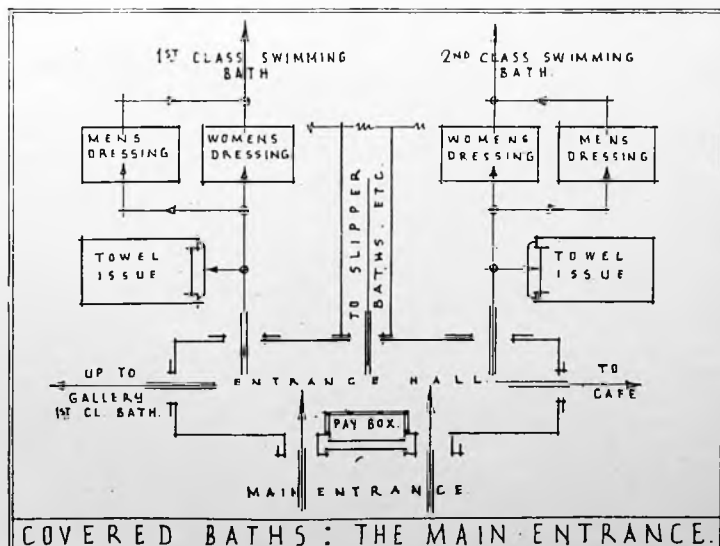 1ST CLASS SWIMMING
BATH
2ND CLASS SWIMMING
BATH.
MENS
DRESSING
WOMENS
DRESSING.
WOMENS
DRESSING
MENS
DRESSING.
TOWEL
ISSUE
TO SLIPPER
BATHS. ETC.
TOWEL
ISSUE
UP TO
GALLERY
1ST CL. BATH.
ENTRANCE HALL.
TO
CAFE
PAY BOX.
MAIN ENTRANCE.
COVERED BATHS: THE MAIN ENTRANCE.